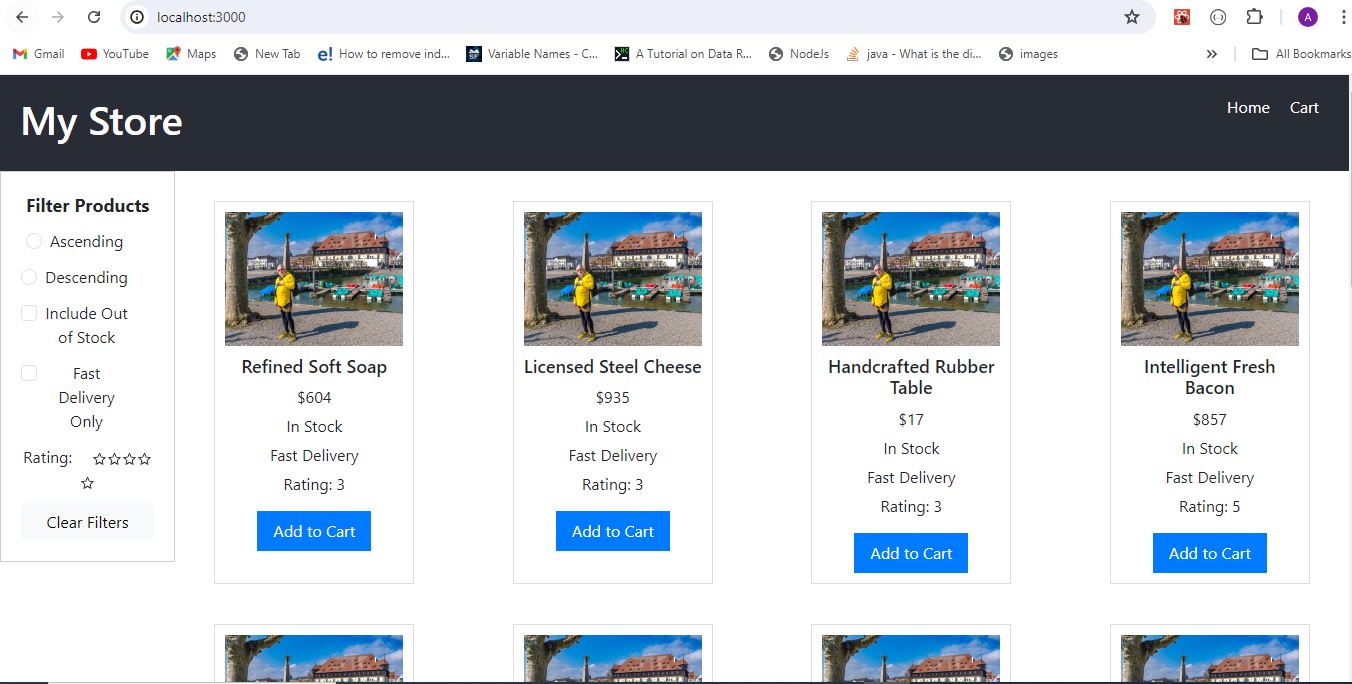 localhost:3000
A
Gmail
YouTube
Maps
New Tab
How to remove ind...
Variable Names - C...
A Tutorial on Data R...
NodeJs
java - What is the di...
images
»
All Bookmarks
My Store
Home
Cart
Filter Products
Ascending
Descending
Include Out
of Stock
Fast
Delivery
Only
Rating:
Clear Filters
Refined Soft Soap
$604
In Stock
Fast Delivery
Rating: 3
Add to Cart
Licensed Steel Cheese
$935
In Stock
Fast Delivery
Rating: 3
Add to Cart
Handcrafted Rubber
Table
$17
In Stock
Fast Delivery
Rating: 3
Add to Cart
Intelligent Fresh
Bacon
$857
In Stock
Fast Delivery
Rating: 5
Add to Cart